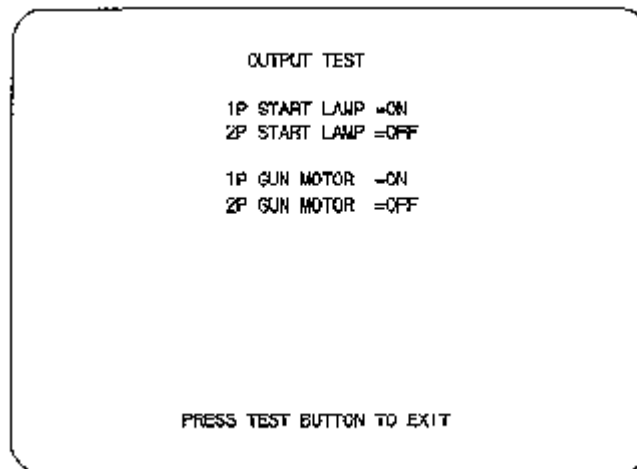 OUTPUT TEST
1P START LAMP =ON
2P START LAMP =OFF
1P GUN MOTOR =ON
2P GUN MOTOR =OFF
PRESS TEST BUTTON TO EXIT